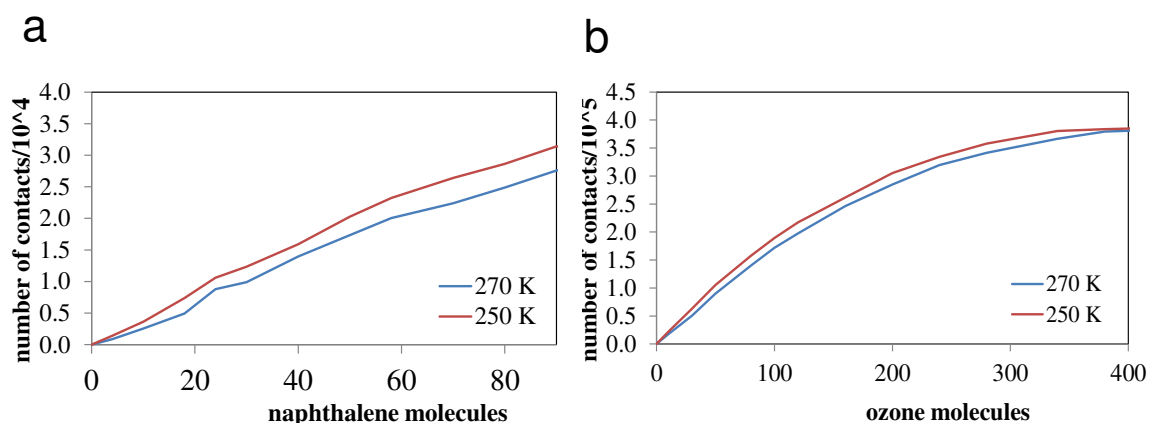 a
number of contacts/10^4
4.0
3.5
3.0
2.5
2.0
1.5
1.0
0.5
0.0
270 K
250 K
0 20 40 60 80
naphthalene molecules
b
number of contacts/10^5
4.5
4.0
3.5
3.0
2.5
2.0
1.5
1.0
0.5
0.0
270 K
250 K
0 100 200 300 400
ozone molecules